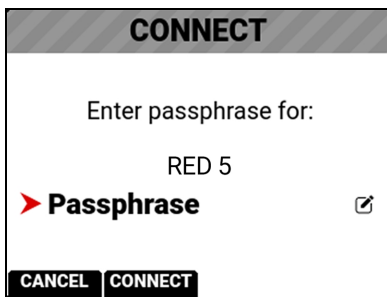 CONNECT
Enter passphrase for:
RED 5
Passphrase
CANCEL CONNECT